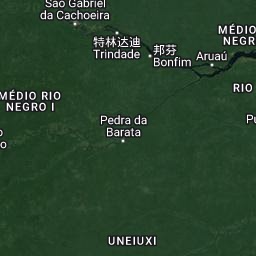 São Gabriel
da Cachoeira
特林达迪
Trindade
邦芬
Bonfim
MÉDIO RIO
NEGRO
Aruaú
RIO
MÉDIO RIO
NEGRO I
Pedra da
Barata
UNEIUXI